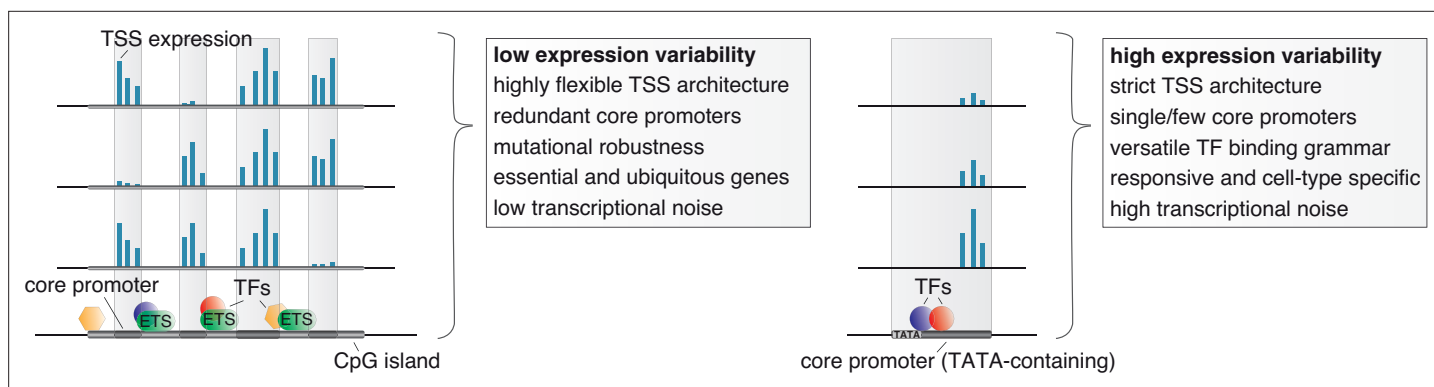 TSS expression
low expression variability
highly flexible TSS architecture
redundant core promoters
mutational robustness
essential and ubiquitous genes
low transcriptional noise
core promoter
TFs
ETS
ETS
ETS
CpG island
high expression variability
strict TSS architecture
single/few core promoters
versatile TF binding grammar
responsive and cell-type specific
high transcriptional noise
TFs
TATA
core promoter (TATA-containing)